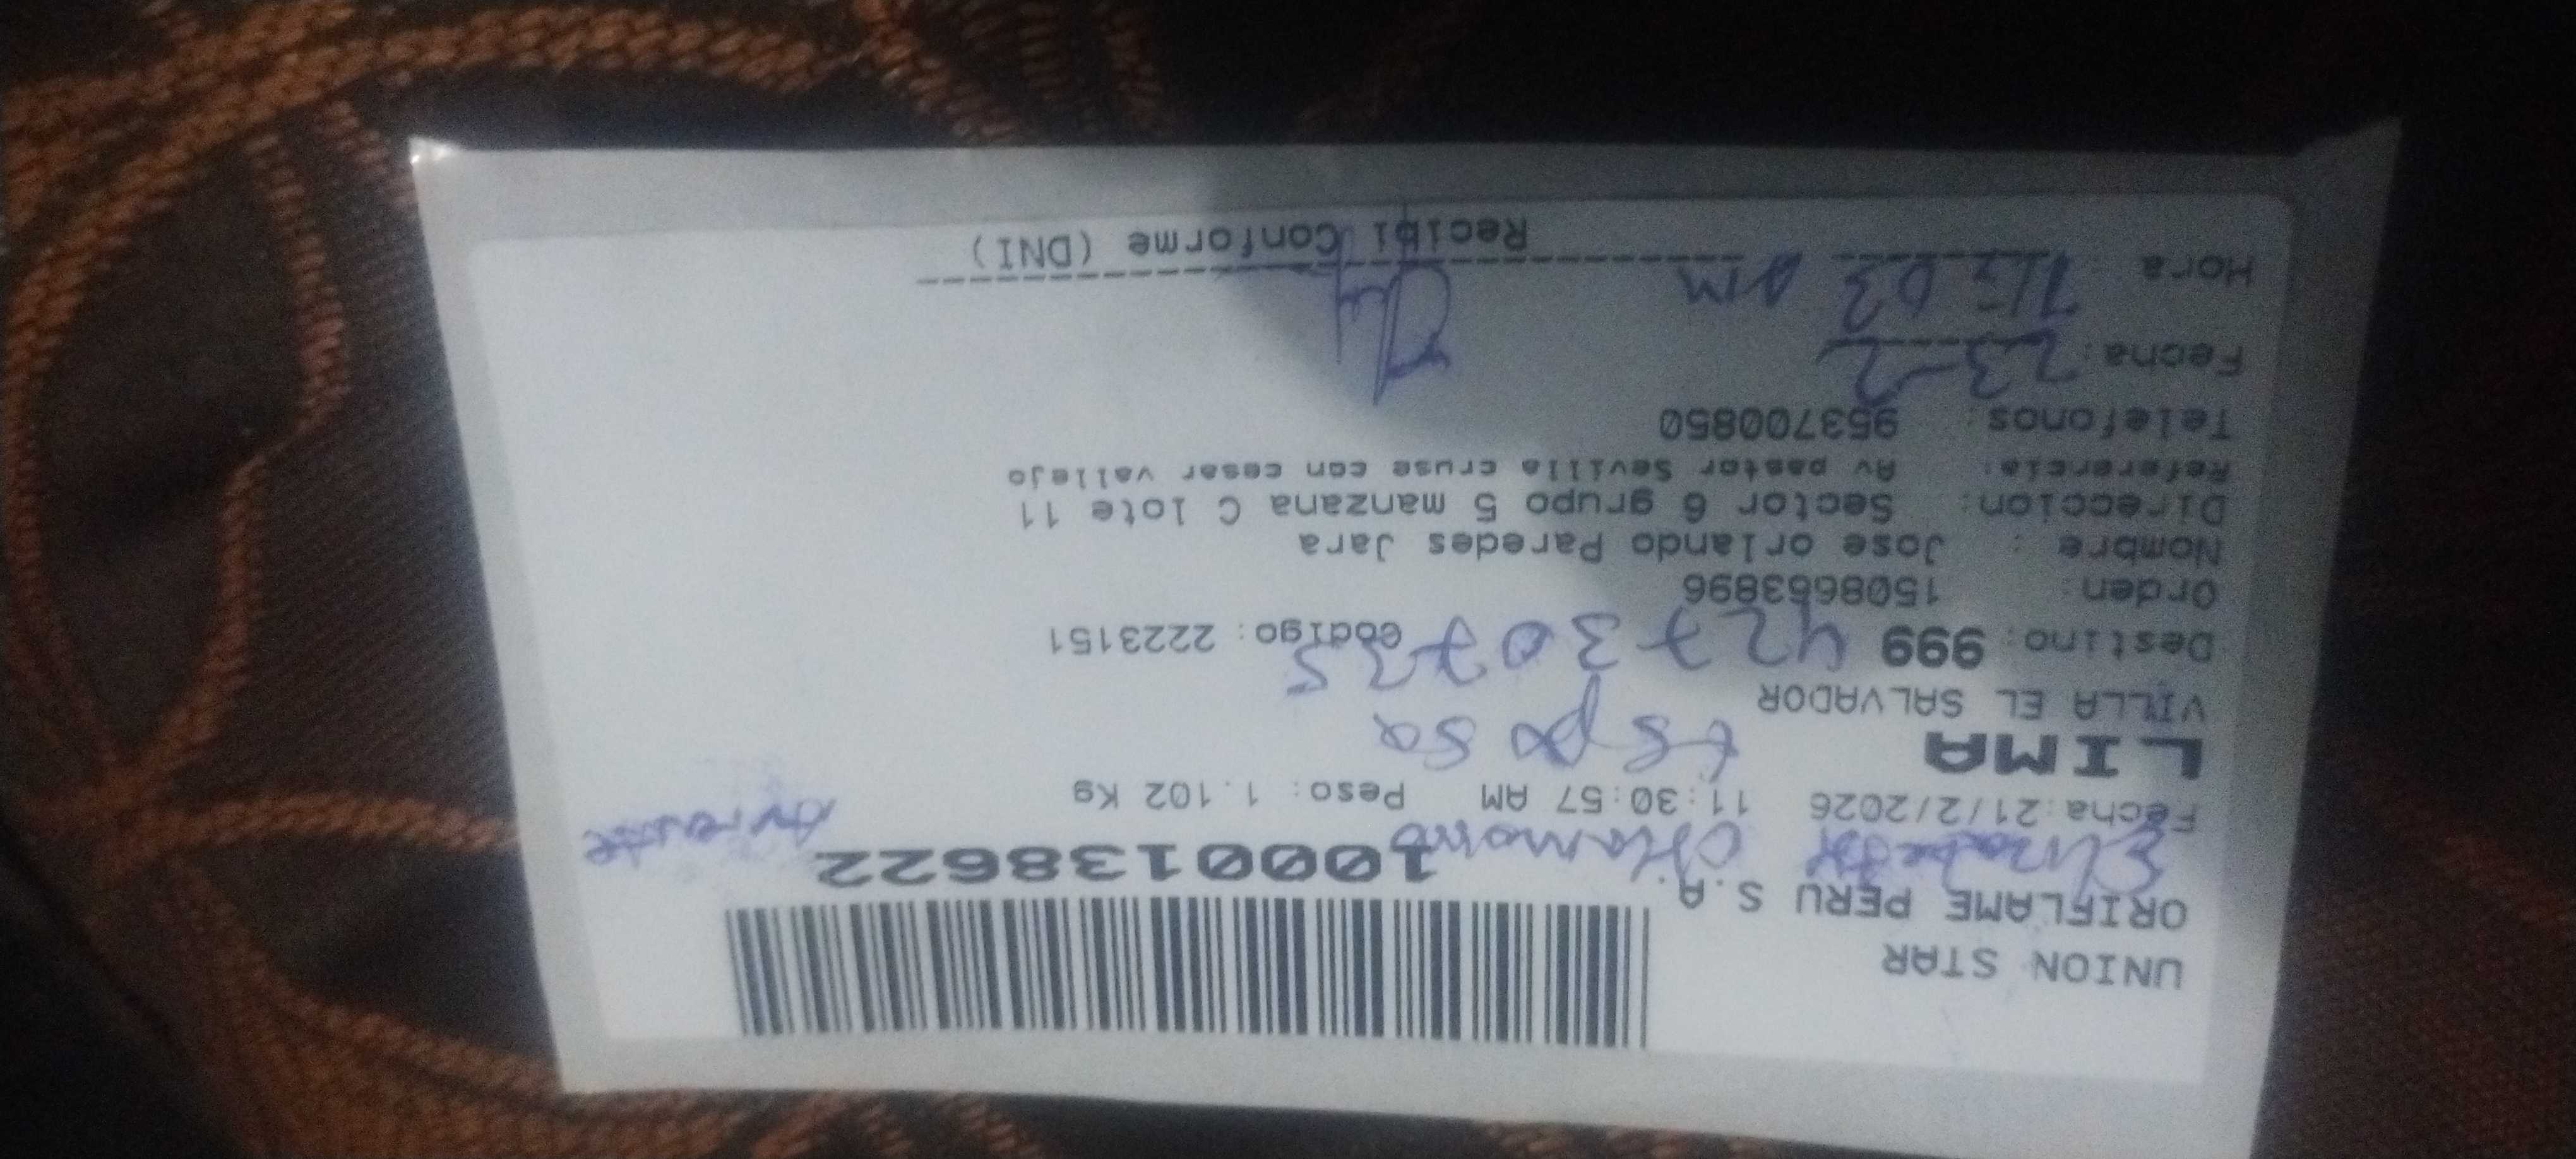 UNION STAR
ORIFLAME PERU S.A.
1000138622
Elizabeth
Fecha:21/2/2026 11:30:57 AM Peso: 1.102 Kg
LIMA
Esposa
VILLA EL SALVADOR
42730735
Destino: 999 Codigo: 2223151
Orden: 1508663896
Nombre : Jose orlando Paredes Jara
Direccion: Sector 6 grupo 5 manzana C lote 11
Referencia: Av pastor Sevilla cruse con cesar vallejo
Telefonos: 953700850
Fecha: 23-2
Hora : 11:03 AM
Recibi Conforme (DNI)